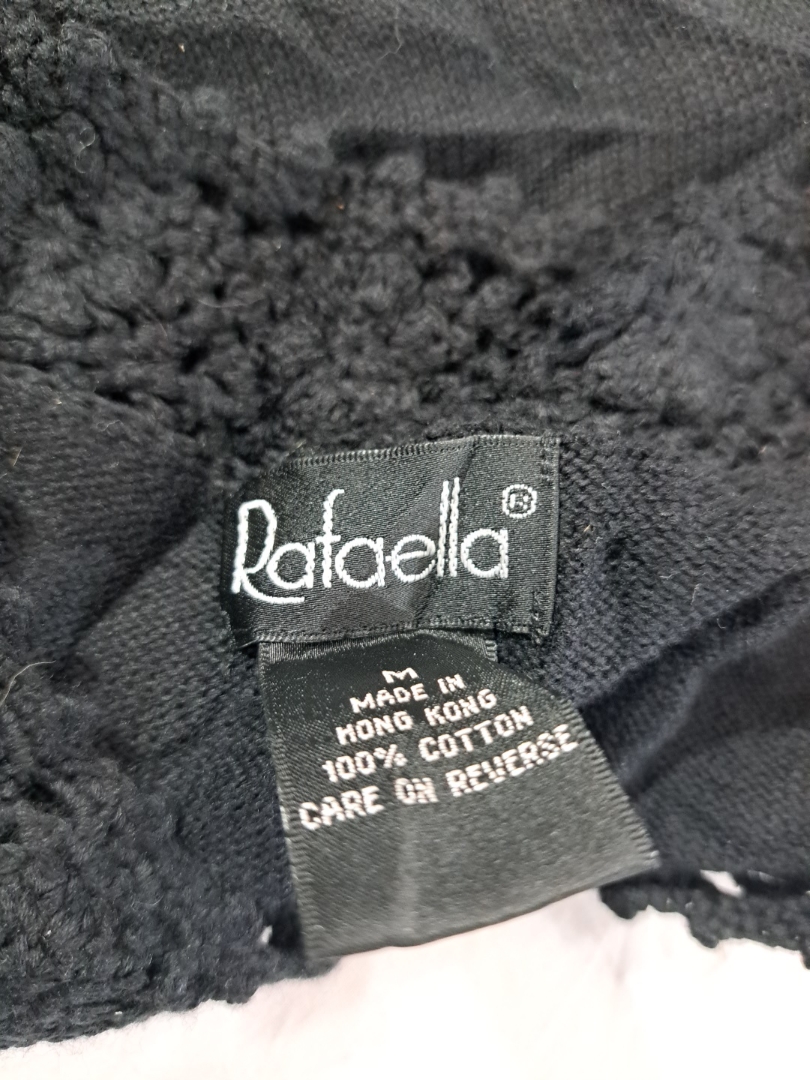 Rafaella®
M
MADE IN
HONG KONG
100% COTTON
CARE ON REVERSE